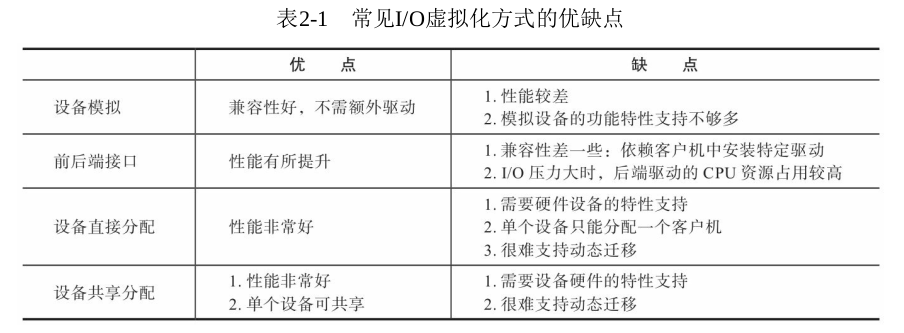 表2-1 常见I/O虚拟化方式的优缺点
优 点 缺 点
设备模拟 兼容性好，不需额外驱动 1. 性能较差
2. 模拟设备的功能特性支持不够多
前后端接口 性能有所提升 1. 兼容性差一些：依赖客户机中安装特定驱动
2. I/O 压力大时，后端驱动的 CPU 资源占用较高
设备直接分配 性能非常好 1. 需要硬件设备的特性支持
2. 单个设备只能分配一个客户机
3. 很难支持动态迁移
设备共享分配 1. 性能非常好 1. 需要设备硬件的特性支持
2. 单个设备可共享 2. 很难支持动态迁移